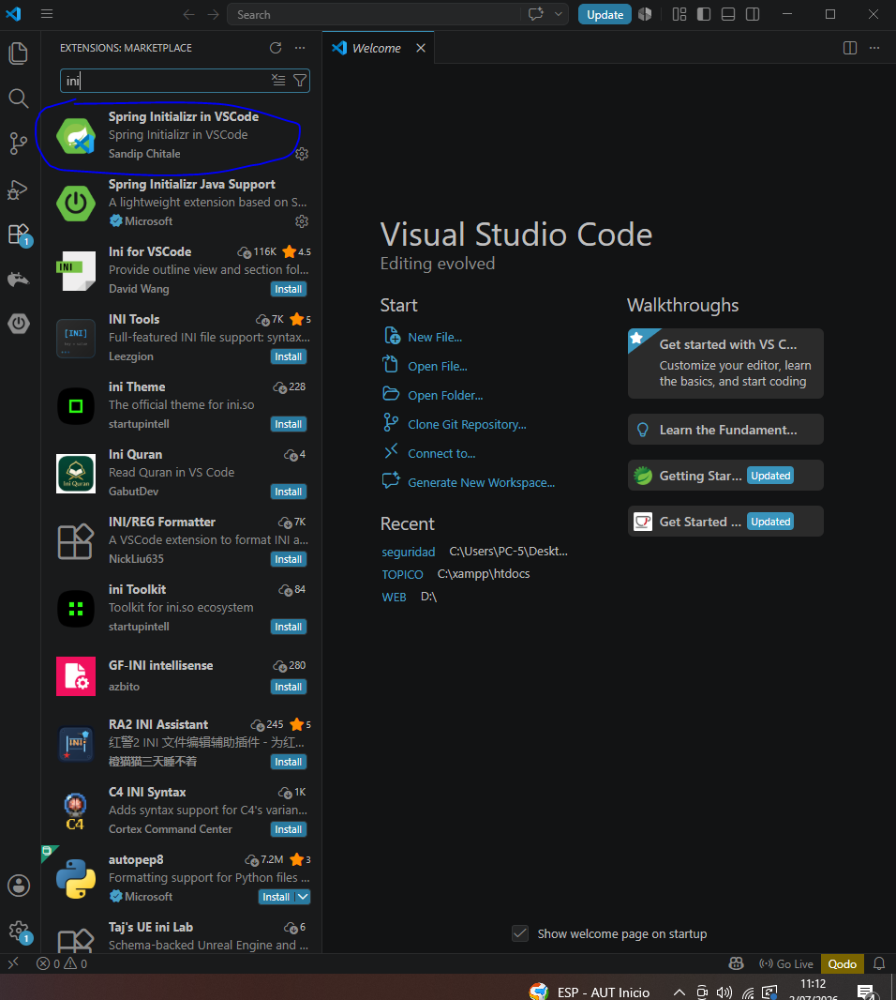 Search
Update
EXTENSIONS: MARKETPLACE
Welcome
ini
Spring Initializr in VSCode
Spring Initializr in VSCode
Sandip Chitale
Spring Initializr Java Support
A lightweight extension based on S...
Microsoft
Ini for VSCode 116K 4.5
Provide outline view and section fol...
David Wang Install
INI
INI Tools 7K 5
Full-featured INI file support: syntax...
Leezgion Install
[INI]
ini Theme 228
The official theme for ini.so
startupintell Install
Ini Quran 4
Read Quran in VS Code
GabutDev Install
Ini Quran
INI/REG Formatter 7K
A VSCode extension to format INI a...
NickLiu635 Install
ini Toolkit 84
Toolkit for ini.so ecosystem
startupintell Install
GF-INI intellisense 280
azbito Install
RA2 INI Assistant 245 5
红警2 INI 文件编辑辅助插件 - 为红...
橙猫猫三天睡不着 Install
INI
C4 INI Syntax 1K
Adds syntax support for C4's varian...
Cortex Command Center Install
C4
autopep8 7.2M 3
Formatting support for Python files ...
Microsoft Install
Taj's UE ini Lab 6
Schema-backed Unreal Engine and ...
1
1
Visual Studio Code
Editing evolved
Start
New File...
Open File...
Open Folder...
Clone Git Repository...
Connect to...
Generate New Workspace...
Recent
seguridad C:\Users\PC-5\Deskt...
TOPICO C:\xampp\htdocs
WEB D:\
Walkthroughs
Get started with VS C...
Customize your editor, learn
the basics, and start coding
Learn the Fundament...
Getting Star... Updated
Get Started ... Updated
Show welcome page on startup
0 0
Go Live
Qodo
ESP - AUT Inicio
11:12
2/07/2026
4